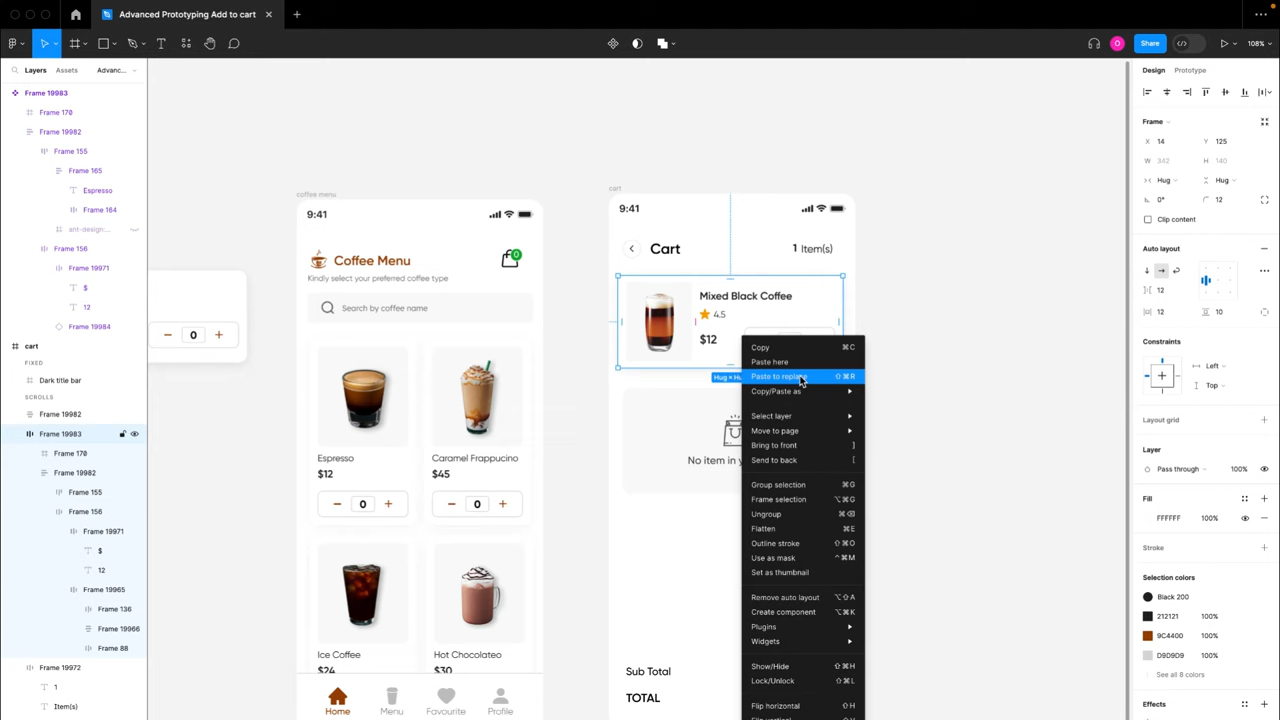 Advanced Prototyping Add to cart
Share
108%
Layers
Assets
Advanc...
Frame 19983
Frame 170
Frame 19982
Frame 155
Frame 165
Espresso
Frame 164
ant-design:...
Frame 156
Frame 19971
$
12
Frame 19984
cart
FIXED
Dark title bar
SCROLLS
Frame 19982
Frame 19983
Frame 170
Frame 19982
Frame 155
Frame 156
Frame 19971
$
12
Frame 19965
Frame 136
Frame 19966
Frame 88
Frame 19972
1
Item(s)
0
coffee menu
9:41
Coffee Menu
0
Kindly select your preferred coffee type
Search by coffee name
Espresso
$12
0
Caramel Frappucino
$45
0
Ice Coffee
$24
Hot Chocolateo
$30
Home
Menu
Favourite
Profile
cart
9:41
Cart
1 Item(s)
Mixed Black Coffee
4.5
$12
No item in y
Sub Total
TOTAL
Copy ⌘C
Paste here
Paste to replace ⇧⌘R
Copy/Paste as
Select layer
Move to page
Bring to front ]
Send to back [
Group selection ⌘G
Frame selection ⌥⌘G
Ungroup ⌘⌫
Flatten ⌘E
Outline stroke ⇧⌘O
Use as mask ^⌘M
Set as thumbnail
Remove auto layout ⌥⇧A
Create component ⌥⌘K
Plugins
Widgets
Show/Hide ⇧⌘H
Lock/Unlock ⇧⌘L
Flip horizontal ⇧H
Design
Prototype
Frame
X 14
Y 125
W 342
H 140
Hug
Hug
0°
12
Clip content
Auto layout
12
12
10
Constraints
Left
Top
Layout grid
Layer
Pass through 100%
Fill
FFFFFF 100%
Stroke
Selection colors
Black 200
212121 100%
9C4400 100%
D9D9D9 100%
See all 8 colors
Effects